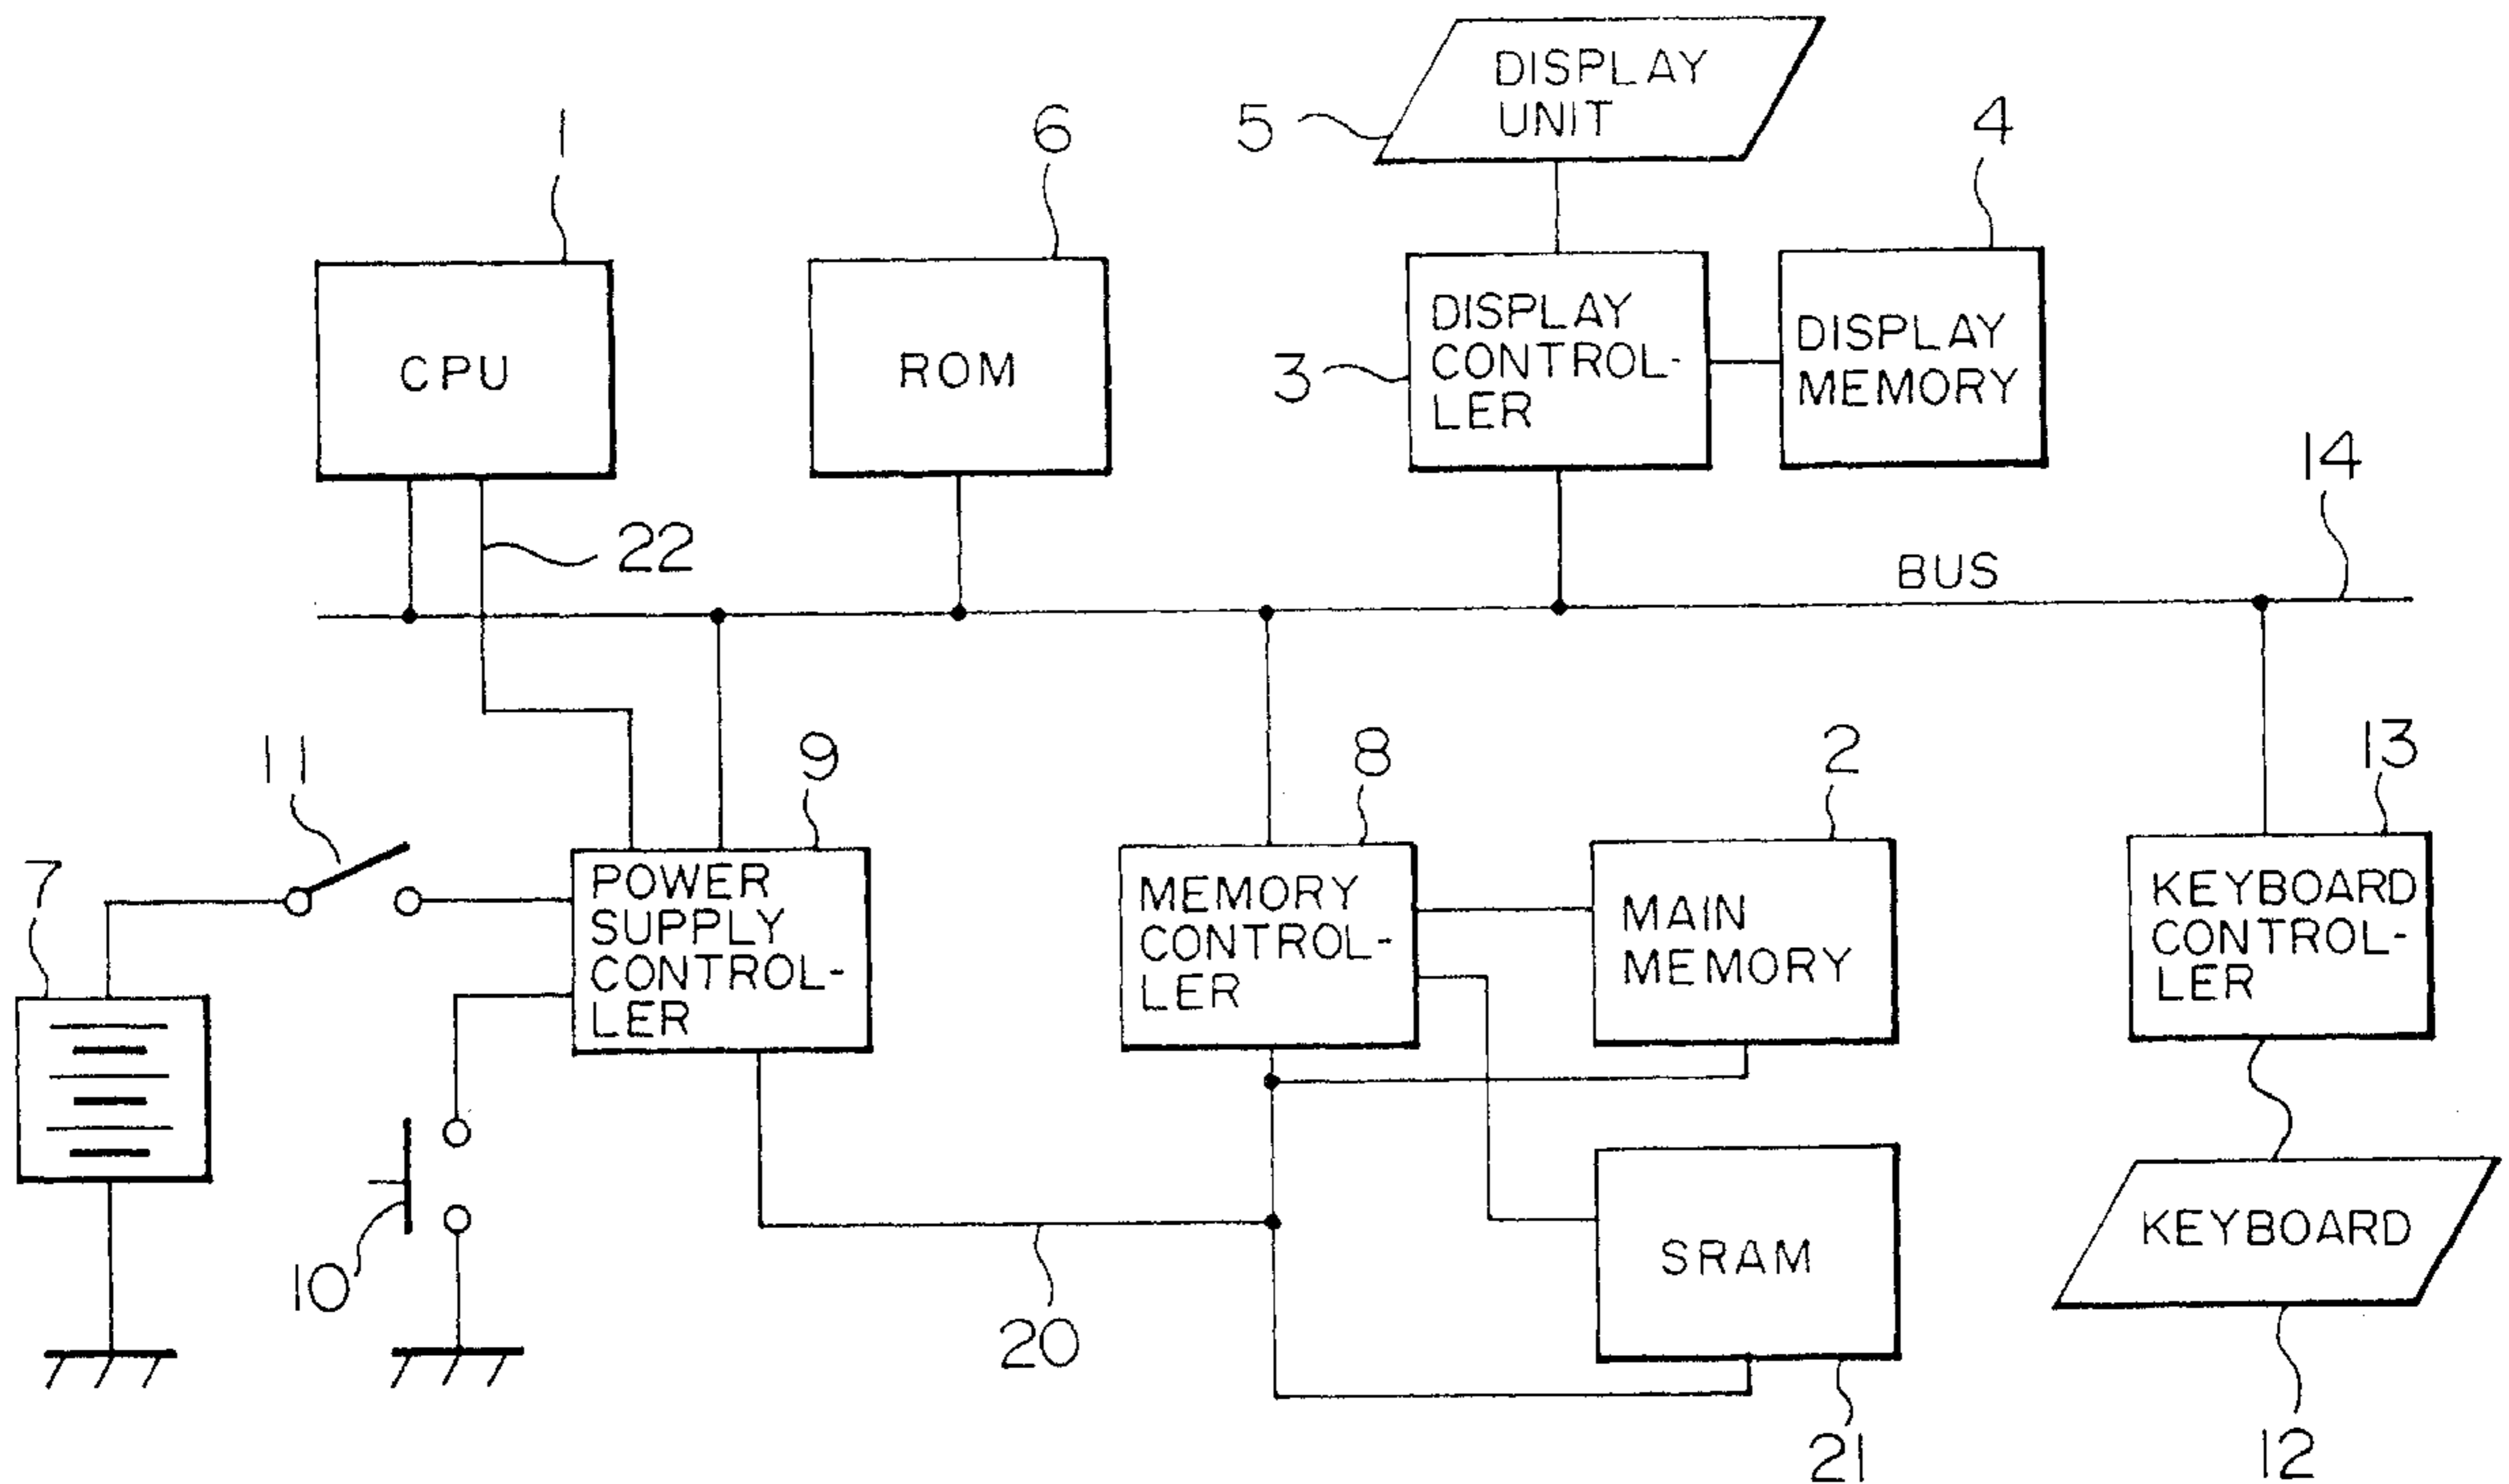 DISPLAY
UNIT
5
1
6
4
CPU
ROM
3
DISPLAY
CONTROL-
LER
DISPLAY
MEMORY
14
22
BUS
11
9
8
2
13
7
POWER
SUPPLY
CONTROL-
LER
MEMORY
CONTROL-
LER
MAIN
MEMORY
KEYBOARD
CONTROL-
LER
10
20
SRAM
KEYBOARD
21
12